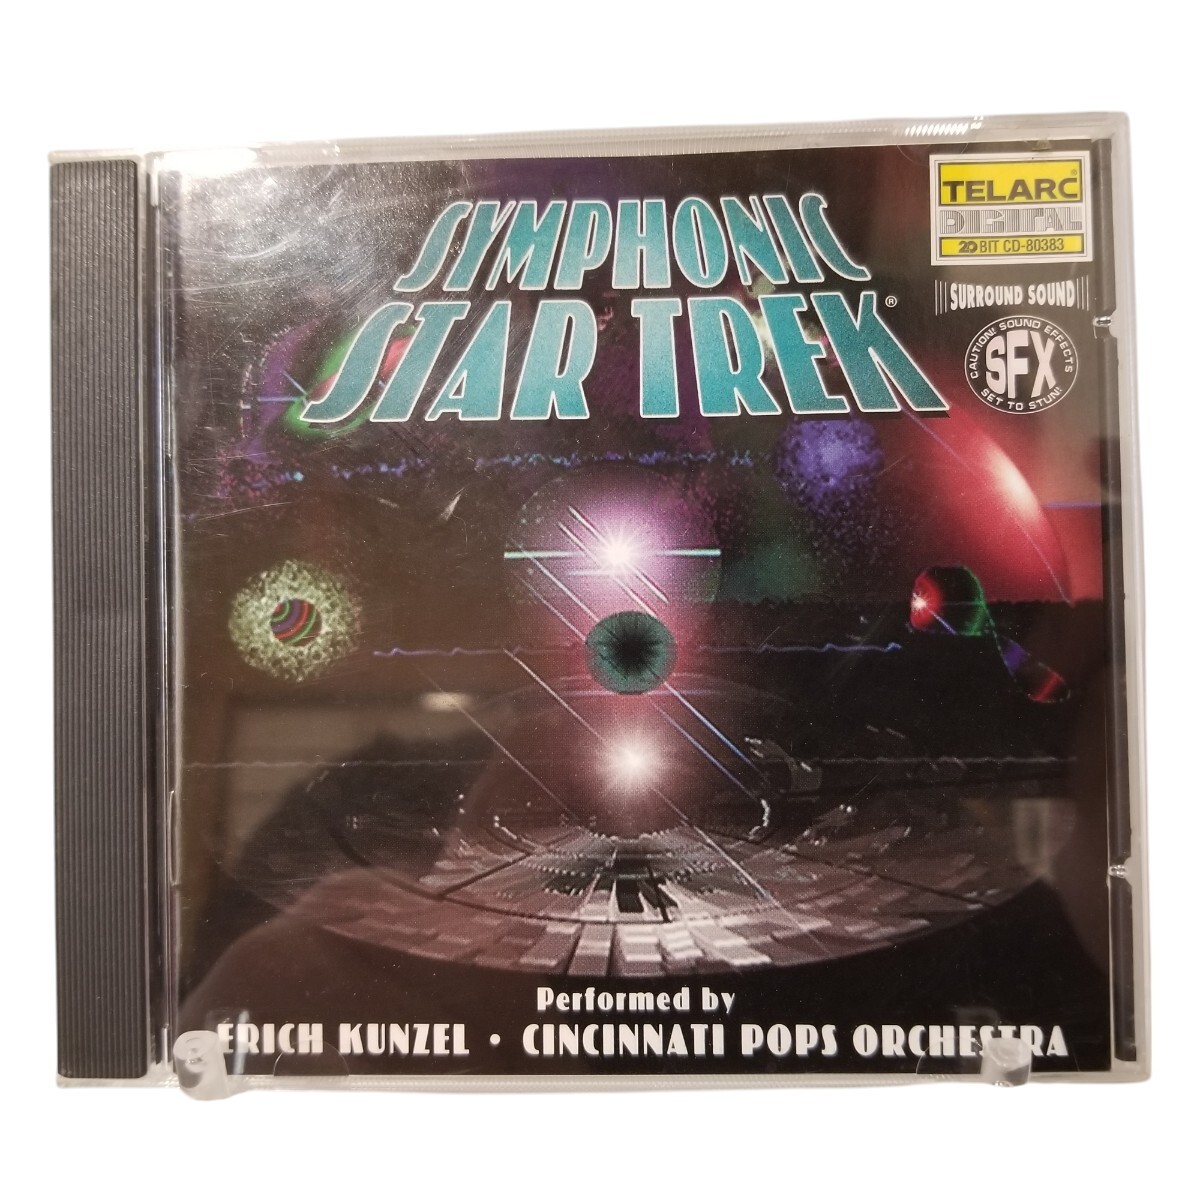 SYMPHONIC
STAR TREK®
TELARC®
DIGITAL
20 BIT CD-80383
SURROUND SOUND
CAUTION! SOUND EFFECTS
SFX
SET TO STUN!
Performed by
ERICH KUNZEL • CINCINNATI POPS ORCHESTRA